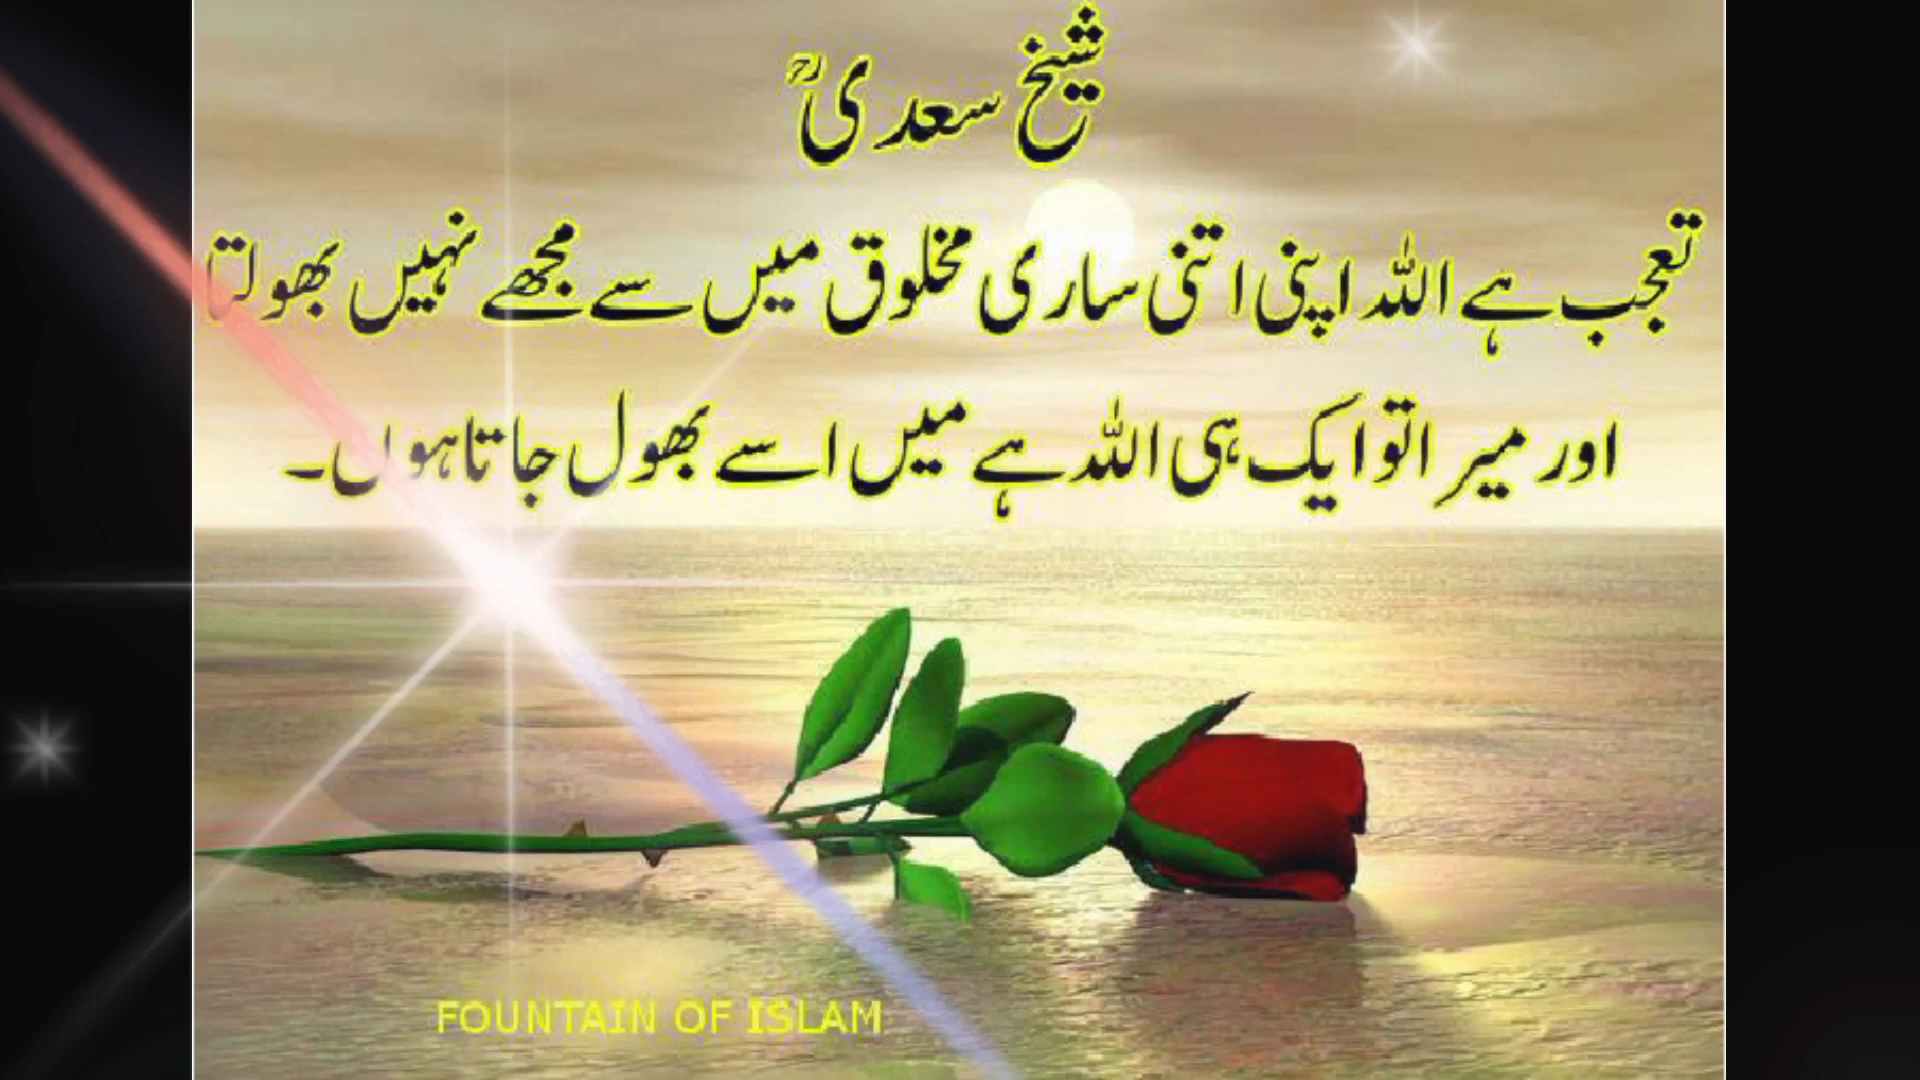 شیخ سعدیؒ
تعجب ہے اللہ اپنی اتنی ساری مخلوق میں سے مجھے نہیں بھولتا
اور میرا تو ایک ہی اللہ ہے میں اسے بھول جاتا ہوں۔
FOUNTAIN OF ISLAM